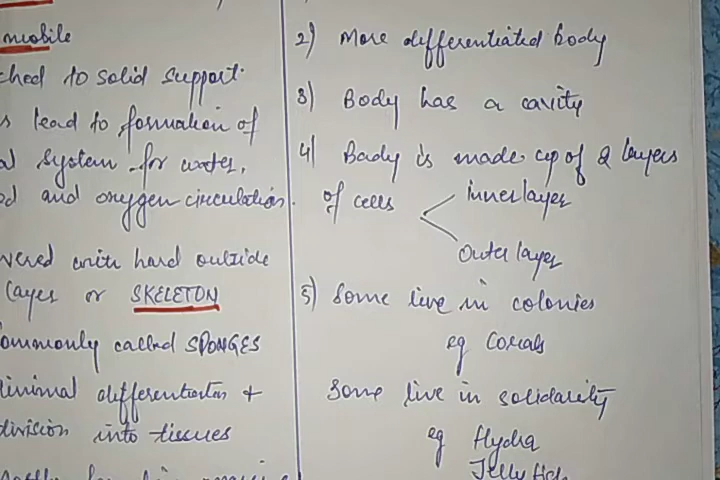 mobile
ched to solid support.
s lead to formation of
al system for water,
od and oxygen circulation.
vered with hard outside
layer or SKELETON
ommonly called SPONGES
inimal differentiation +
division into tissues
2) More differentiated body
3) Body has a cavity
4) Body is made up of 2 layers
of cells
inner layer
Outer layer
5) Some live in colonies
eg Corals
Some live in solidarity
eg Hydra
Jelly fish